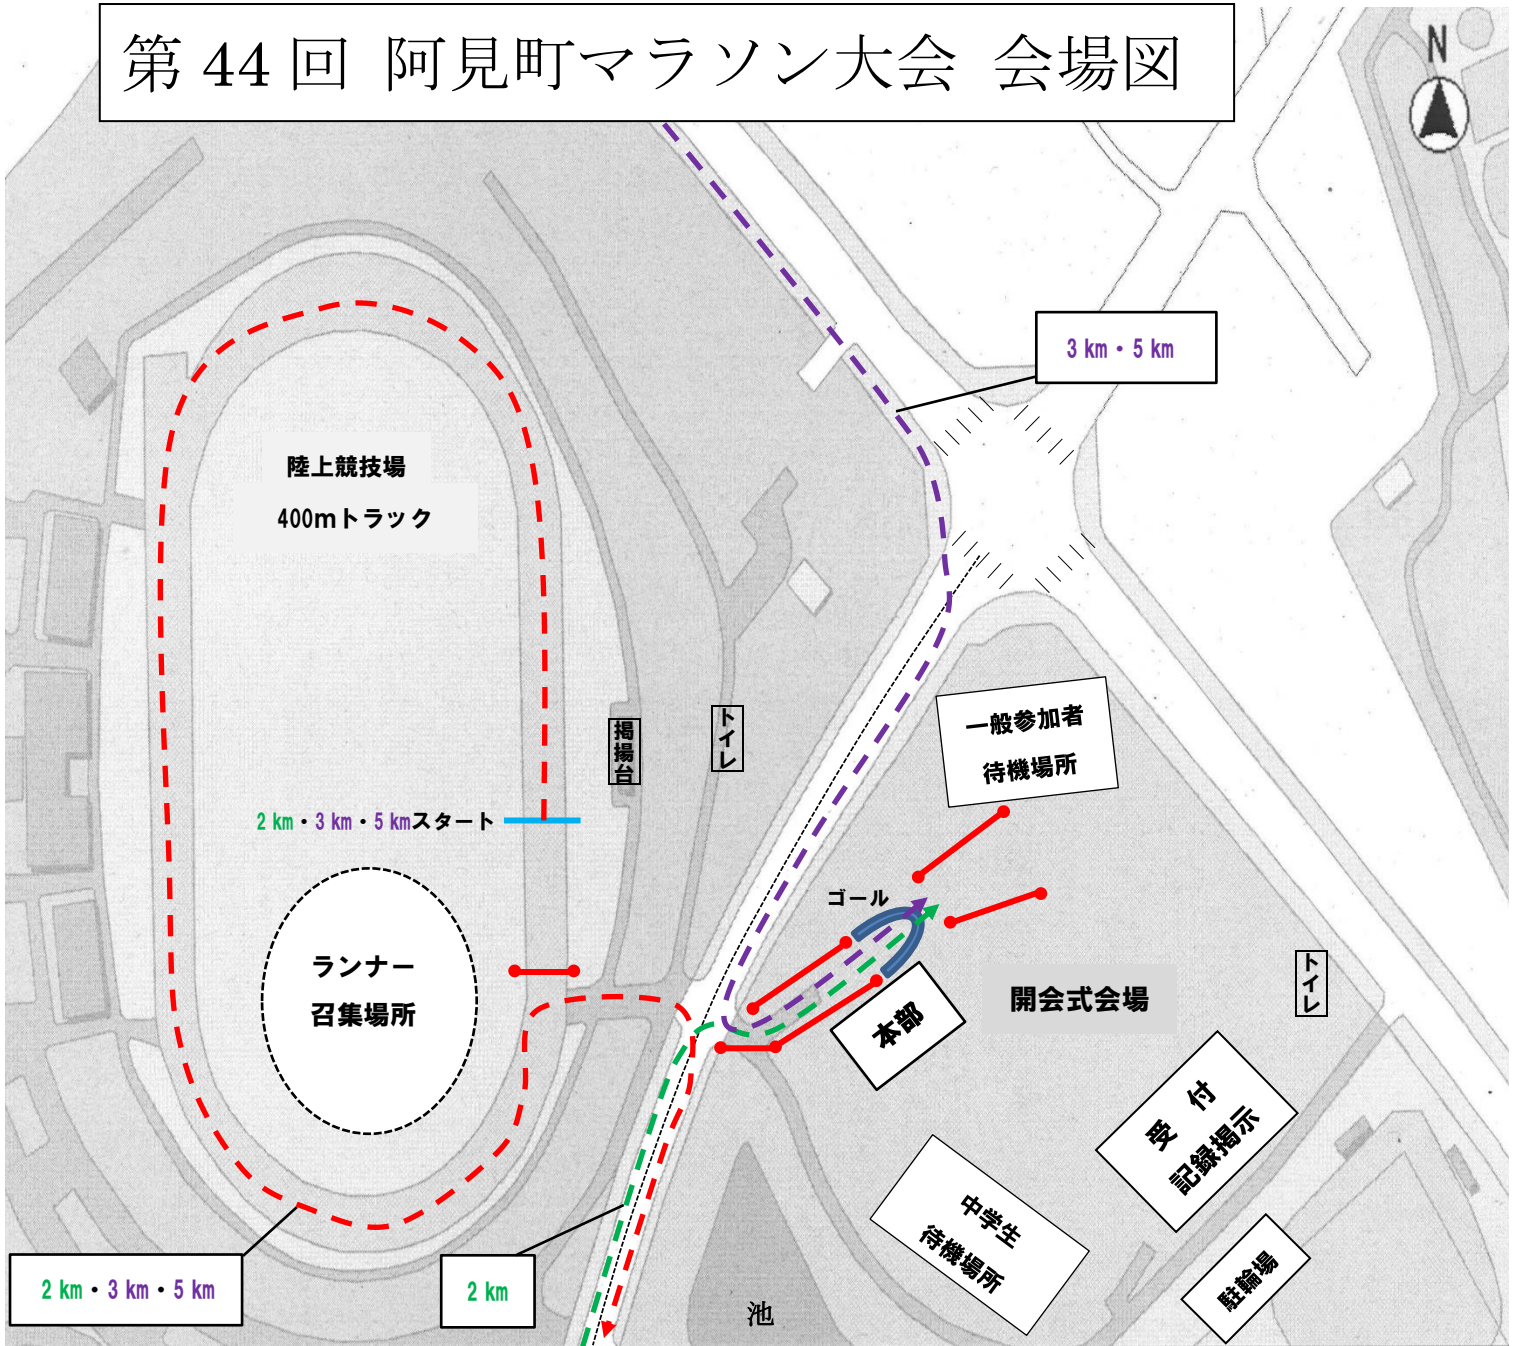 第 44 回 阿見町マラソン大会 会場図
N
3 km・5 km
陸上競技場
400mトラック
一般参加者
待機場所
掲揚台
トイレ
2 km・3 km・5 kmスタート
ゴール
ランナー
召集場所
開会式会場
トイレ
本部
受 付
記録掲示
中学生
待機場所
駐輪場
2 km・3 km・5 km
2 km
池